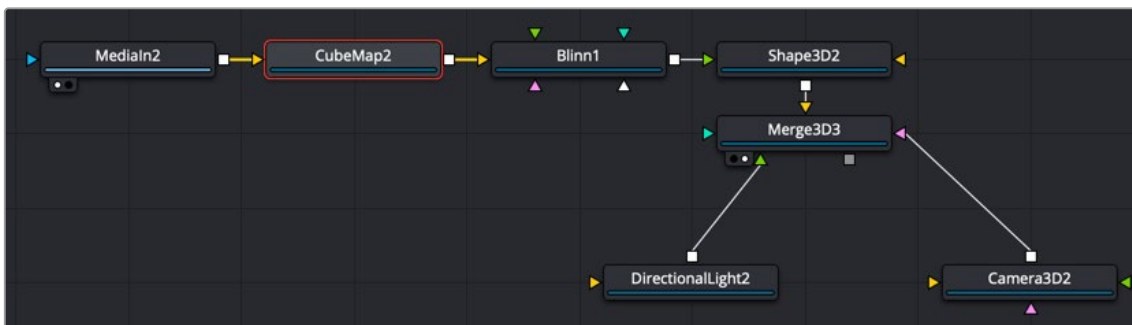 MediaIn2
CubeMap2
Blinn1
Shape3D2
Merge3D3
DirectionalLight2
Camera3D2